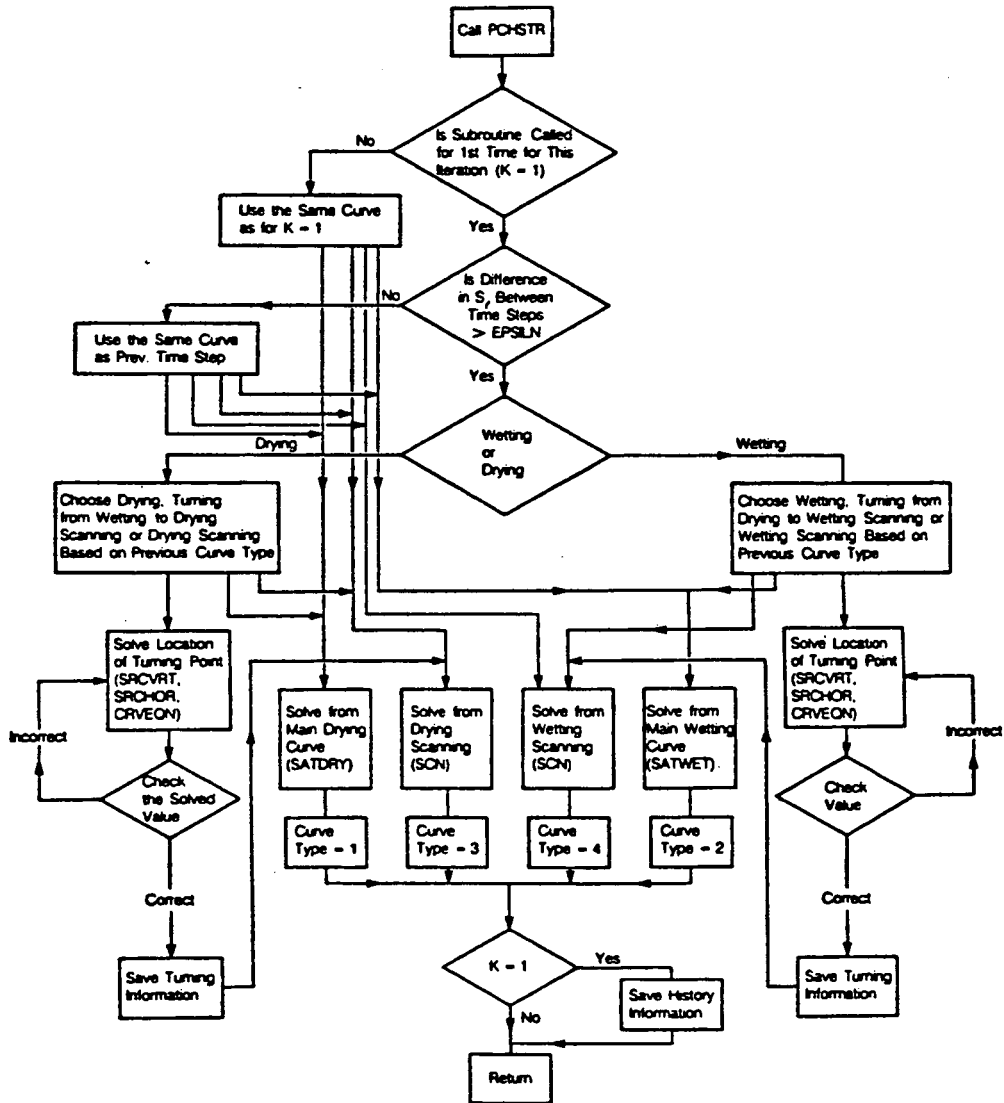 Call PCHSTR
Is Subroutine Called
for 1st Time for This
Iteration (K = 1)
No
Use the Same Curve
as for K = 1
Yes
Is Difference
in Sℓ Between
Time Steps
> EPSILN
No
Use the Same Curve
as Prev. Time Step
Yes
Wetting
or
Drying
Drying
Wetting
Choose Drying, Turning
from Wetting to Drying
Scanning or Drying Scanning
Based on Previous Curve Type
Choose Wetting, Turning from
Drying to Wetting Scanning or
Wetting Scanning Based on
Previous Curve Type
Solve Location
of Turning Point
(SRCVRT,
SRCHOR,
CRVEQN)
Solve Location
of Turning Point
(SRCVRT,
SRCHOR,
CRVEQN)
Solve from
Main Drying
Curve
(SATDRY)
Solve from
Drying
Scanning
(SCN)
Solve from
Wetting
Scanning
(SCN)
Solve from
Main Wetting
Curve
(SATWET)
Incorrect
Incorrect
Check
the Solved
Value
Check
Value
Curve
Type = 1
Curve
Type = 3
Curve
Type = 4
Curve
Type = 2
Correct
Correct
Save Turning
Information
K = 1
Yes
Save History
Information
Save Turning
Information
No
Return